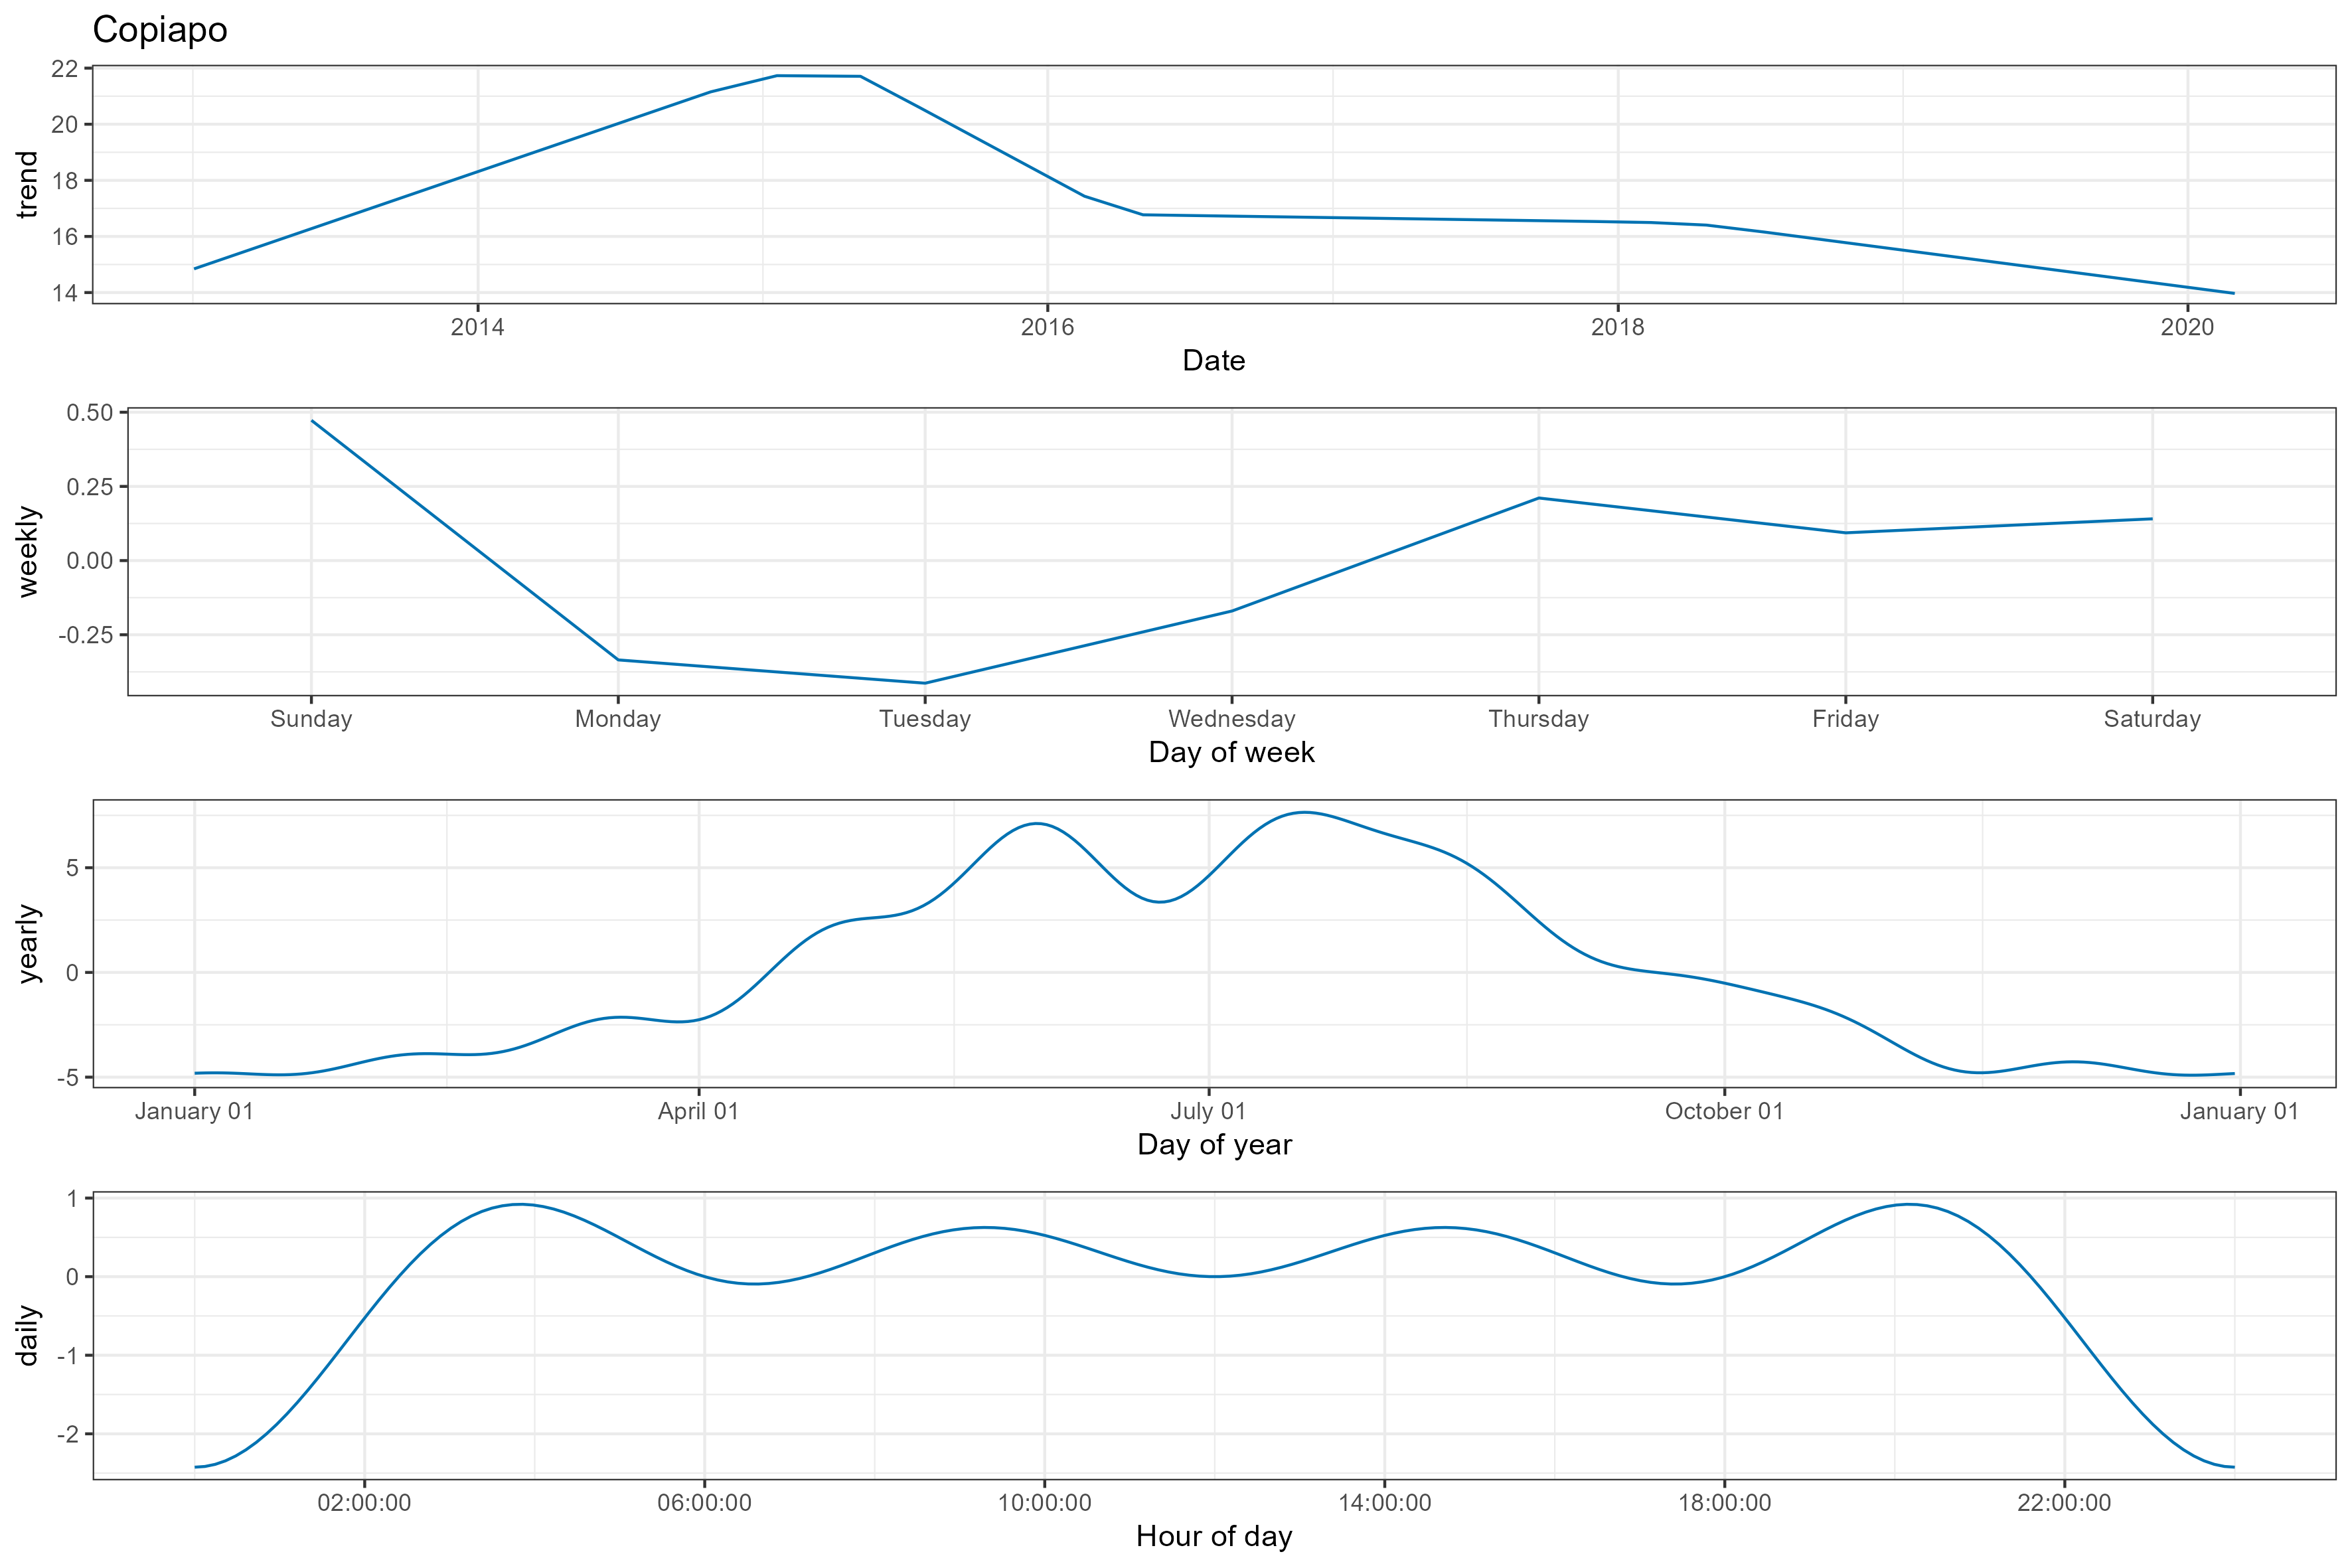 Copiapo
22
20
18
16
14
trend
2014 2016 2018 2020
Date
0.50
0.25
0.00
-0.25
weekly
Sunday Monday Tuesday Wednesday Thursday Friday Saturday
Day of week
5
0
-5
yearly
January 01 April 01 July 01 October 01 January 01
Day of year
1
0
-1
-2
daily
02:00:00 06:00:00 10:00:00 14:00:00 18:00:00 22:00:00
Hour of day